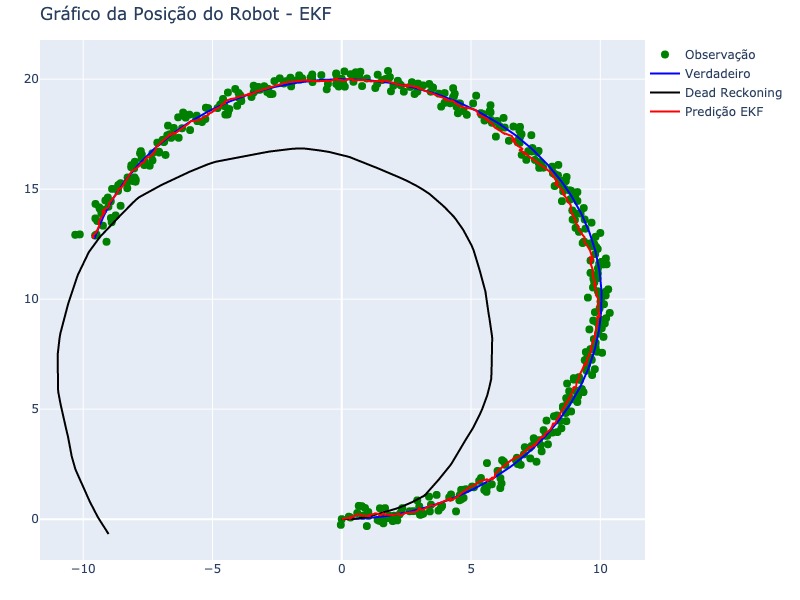 Gráfico da Posição do Robot - EKF
Observação
Verdadeiro
Dead Reckoning
Predição EKF
20
15
10
5
0
−10
−5
0
5
10